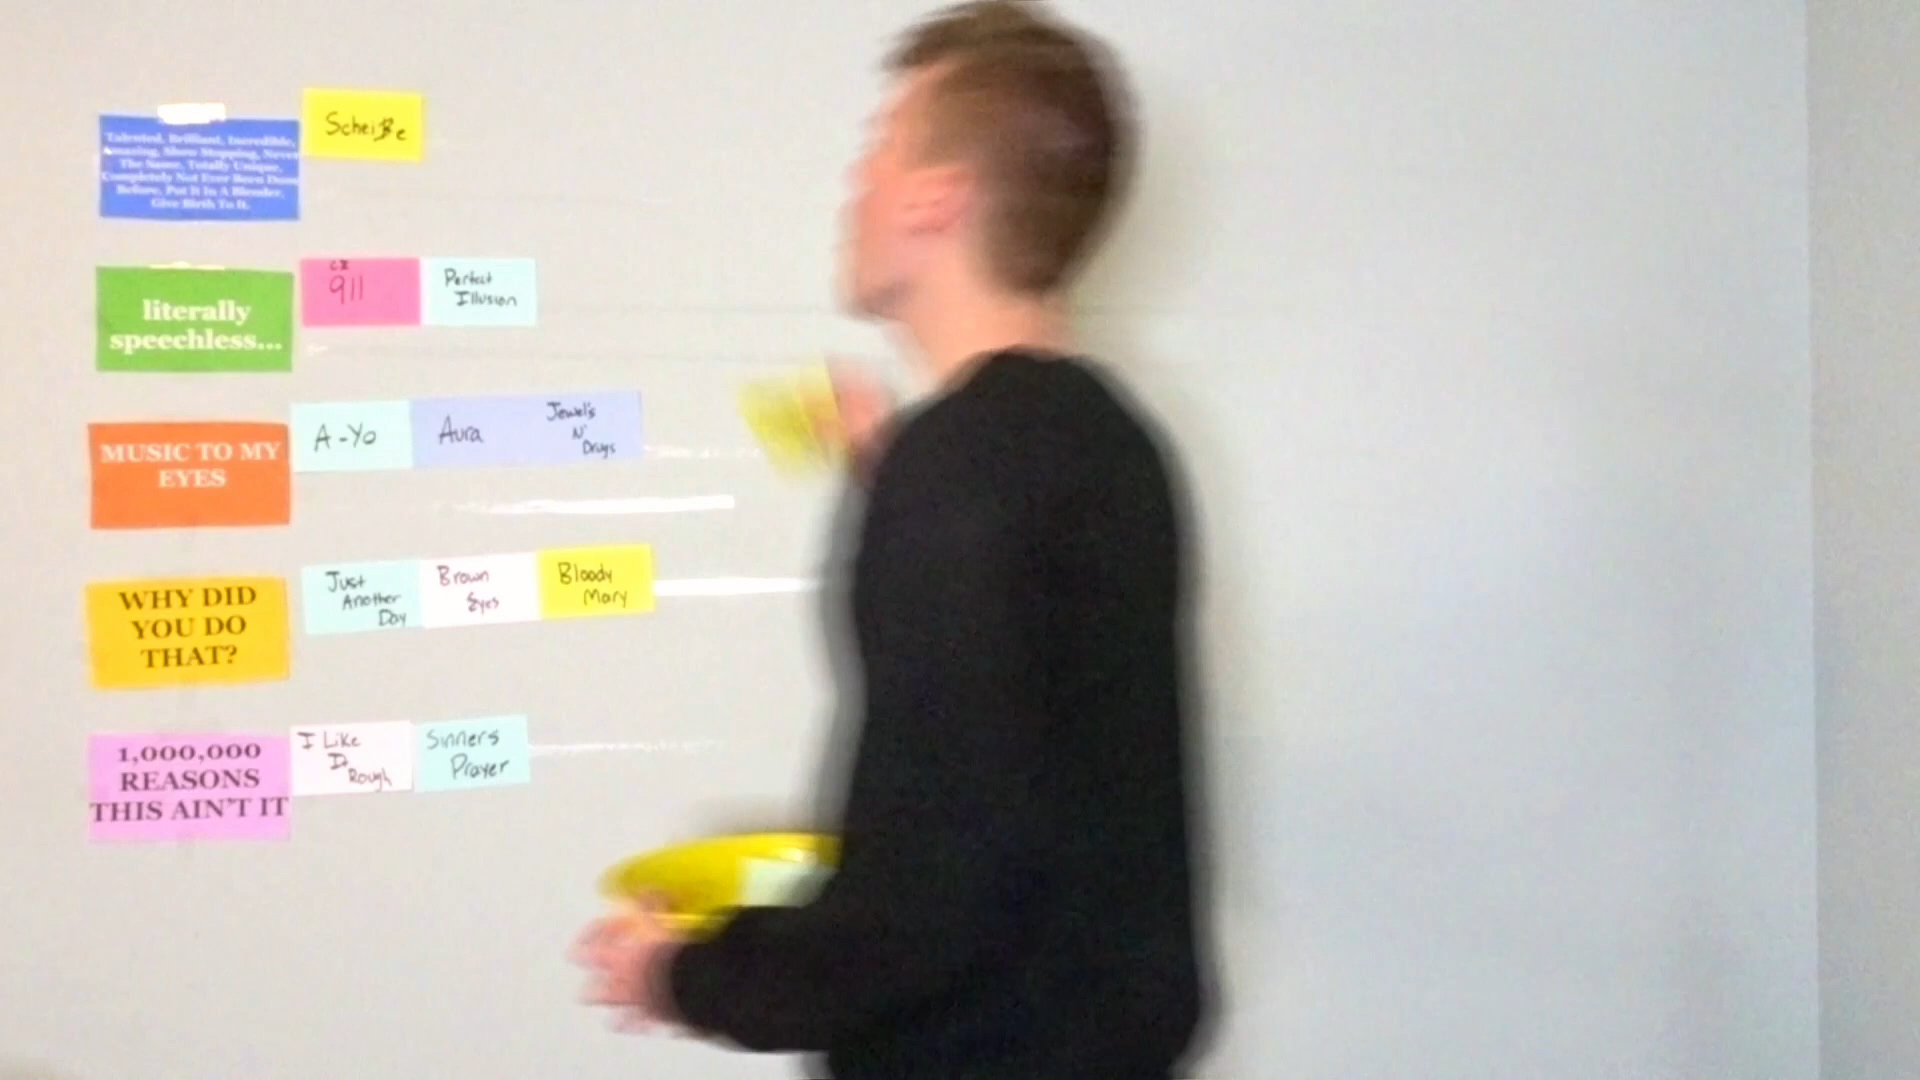 Talented, Brilliant, Incredible,
Amazing, Show Stopping, Never
The Same, Totally Unique,
Completely Not Ever Been Done
Before, Put It In A Blender,
Give Birth To It.
Scheiße
literally
speechless...
911
Perfect
Illusion
MUSIC TO MY
EYES
A-Yo
Aura
Jewel's
N'
Drugs
WHY DID
YOU DO
THAT?
Just
Another
Day
Brown
Eyes
Bloody
Mary
1,000,000
REASONS
THIS AIN'T IT
I Like
It
Rough
Sinners
Prayer